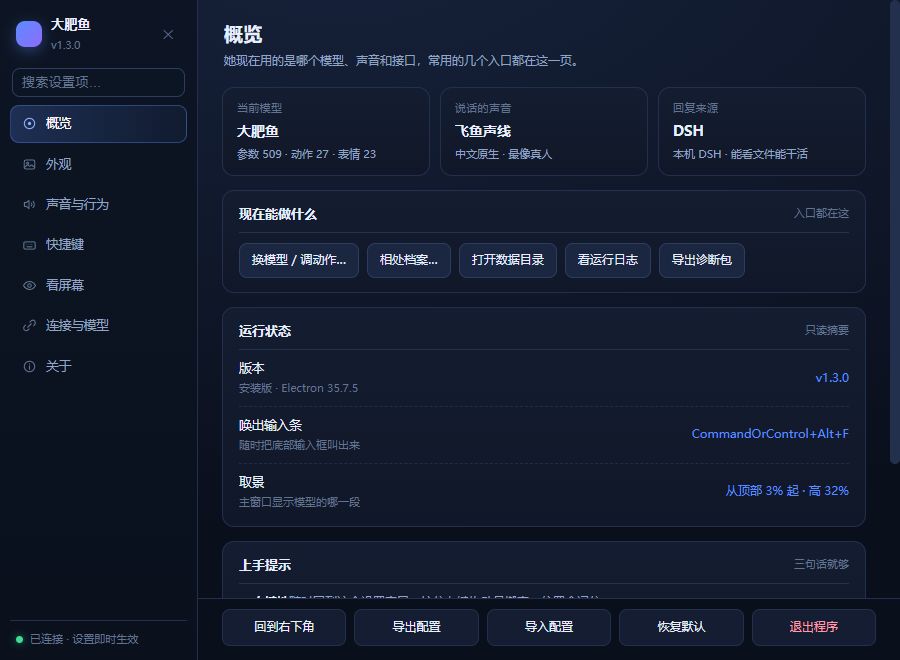 大肥鱼
v1.3.0
搜索设置项...
概览
外观
声音与行为
快捷键
看屏幕
连接与模型
关于
已连接 · 设置即时生效
概览
她现在用的是哪个模型、声音和接口，常用的几个入口都在这一页。
当前模型
大肥鱼
参数 509 · 动作 27 · 表情 23
说话的声音
飞鱼声线
中文原生 · 最像真人
回复来源
DSH
本机 DSH · 能看文件能干活
现在能做什么
入口都在这
换模型 / 调动作...
相处档案...
打开数据目录
看运行日志
导出诊断包
运行状态
只读摘要
版本
安装版 · Electron 35.7.5
v1.3.0
唤出输入条
随时把底部输入框叫出来
CommandOrControl+Alt+F
取景
主窗口显示模型的哪一段
从顶部 3% 起 · 高 32%
上手提示
三句话就够
回到右下角
导出配置
导入配置
恢复默认
退出程序